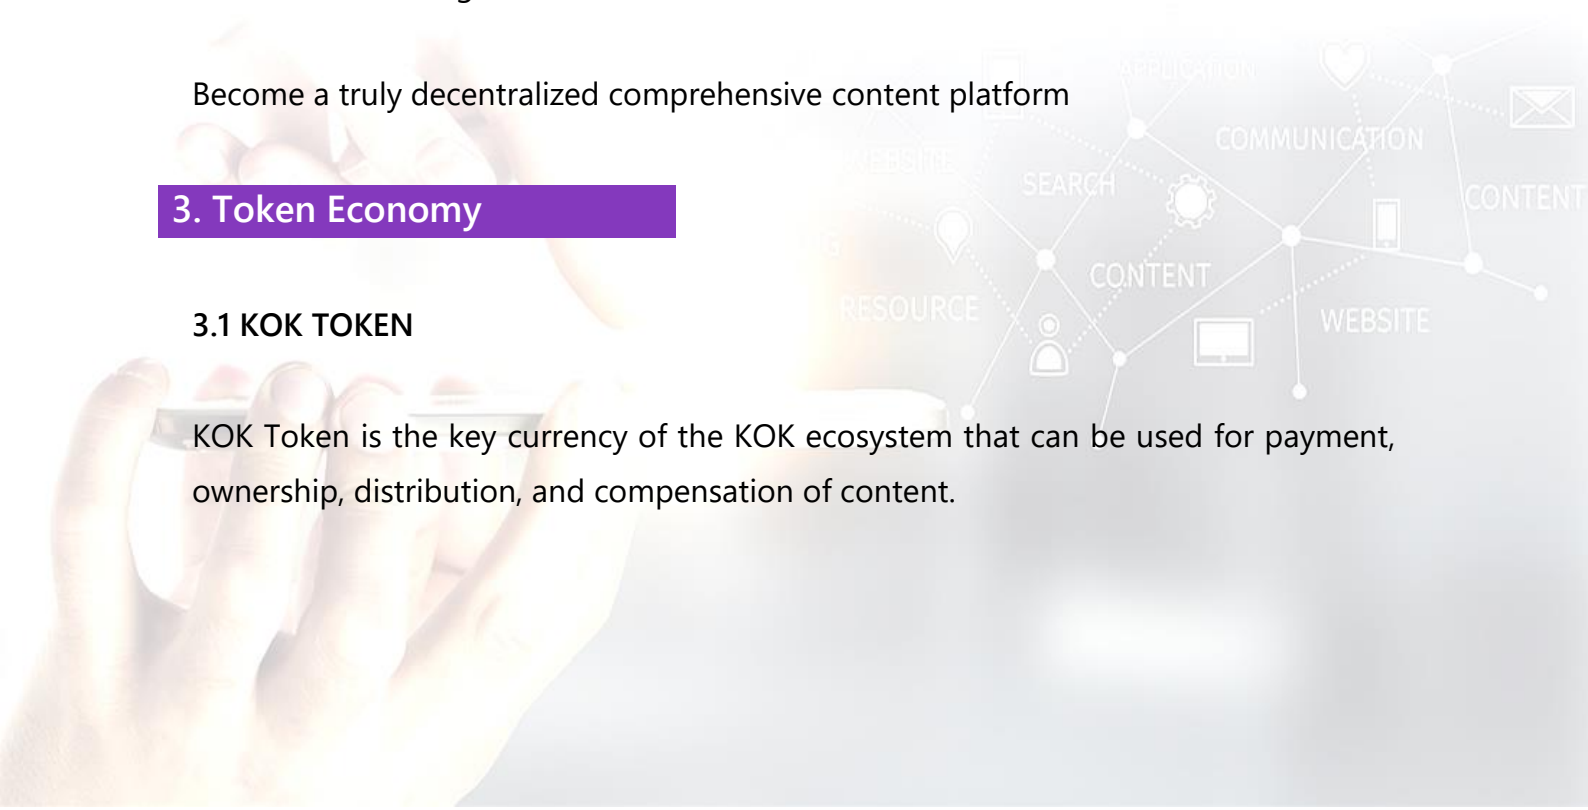 Become a truly decentralized comprehensive content platform
APPLICATION
COMMUNICATION
WEBSITE
SEARCH
CONTENT
3. Token Economy
CONTENT
RESOURCE
WEBSITE
3.1 KOK TOKEN
KOK Token is the key currency of the KOK ecosystem that can be used for payment,
ownership, distribution, and compensation of content.